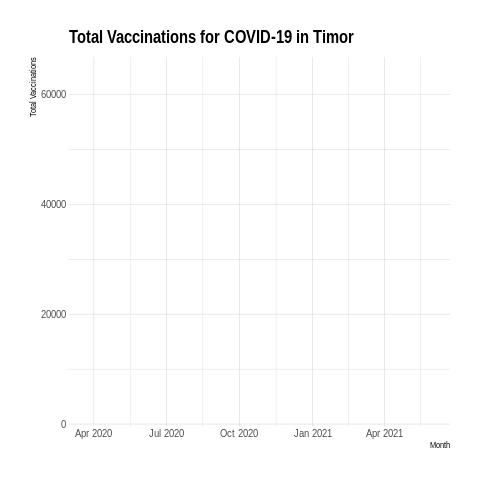 Total Vaccinations for COVID-19 in Timor
Total Vaccinations
60000
40000
20000
0
Apr 2020 Jul 2020 Oct 2020 Jan 2021 Apr 2021
Month